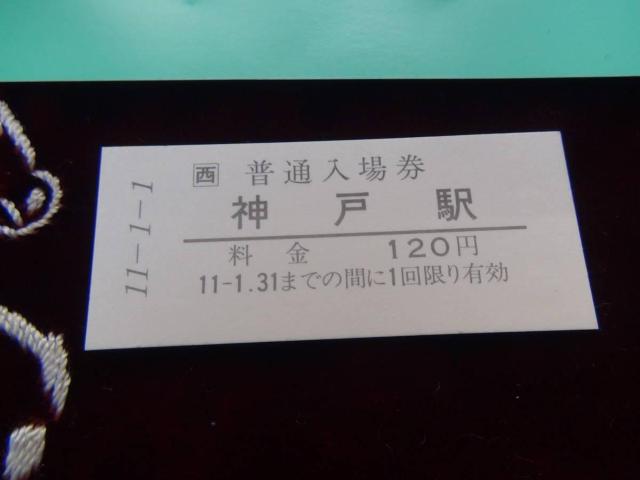 西 普通入場券
神戸駅
料金 120円
11-1.31までの間に1回限り有効
11-1-1